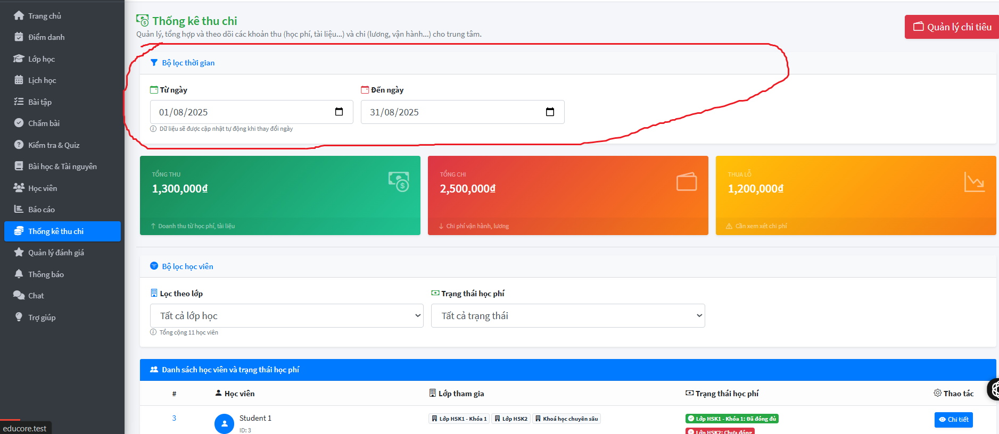 Trang chủ
Điểm danh
Lớp học
Lịch học
Bài tập
Chấm bài
Kiểm tra & Quiz
Bài học & Tài nguyên
Học viên
Báo cáo
Thống kê thu chi
Quản lý đánh giá
Thông báo
Chat
Trợ giúp
educore.test
Thống kê thu chi
Quản lý, tổng hợp và theo dõi các khoản thu (học phí, tài liệu...) và chi (lương, vận hành...) cho trung tâm.
Quản lý chi tiêu
Bộ lọc thời gian
Từ ngày
Đến ngày
01/08/2025
31/08/2025
Dữ liệu sẽ được cập nhật tự động khi thay đổi ngày
TỔNG THU
1,300,000₫
Doanh thu từ học phí, tài liệu
TỔNG CHI
2,500,000₫
Chi phí vận hành, lương
THUA LỖ
1,200,000₫
Cần xem xét chi phí
Bộ lọc học viên
Lọc theo lớp
Trạng thái học phí
Tất cả lớp học
Tất cả trạng thái
Tổng cộng 11 học viên
Danh sách học viên và trạng thái học phí
# Học viên Lớp tham gia Trạng thái học phí Thao tác
3 Student 1 Lớp HSK1 - Khóa 1 Lớp HSK2 Khoá học chuyên sâu Lớp HSK1 - Khóa 1: Đã đóng đủ Chi tiết
ID: 3
Lớp HSK2: Chưa đóng